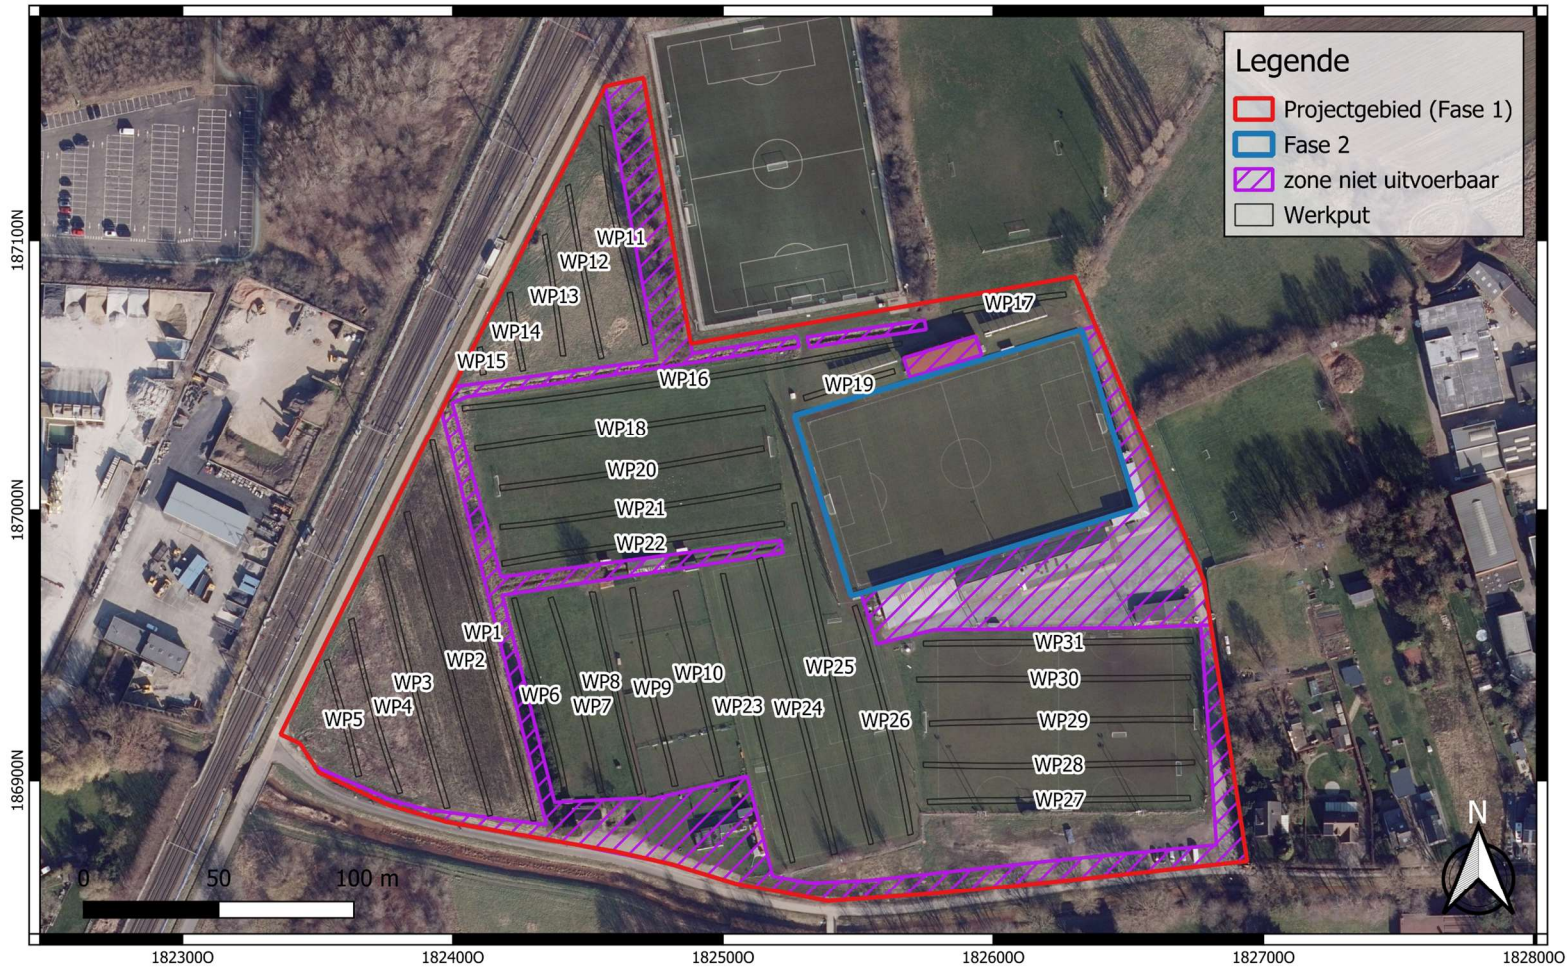 Legende
Projectgebied (Fase 1)
Fase 2
zone niet uitvoerbaar
Werkput
187100N
187000N
186900N
WP11
WP12
WP13
WP14
WP15
WP17
WP16
WP19
WP18
WP20
WP21
WP22
WP1
WP2
WP3
WP4
WP5
WP6
WP8
WP7
WP9
WP10
WP23
WP24
WP25
WP26
WP31
WP30
WP29
WP28
WP27
N
0 50 100 m
182300O 182400O 182500O 182600O 182700O 182800O